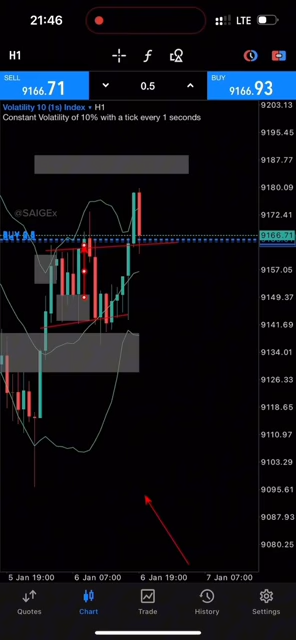 21:46
LTE
H1
SELL
9166.71
0.5
BUY
9166.93
Volatility 10 (1s) Index • H1
Constant Volatility of 10% with a tick every 1 seconds
9203.13
9195.45
9187.77
9180.09
@SAIGEx
9172.41
BUY 0.5
9166.71
9157.05
9149.37
9141.69
9134.01
9126.33
9118.65
9110.97
9103.29
9095.61
9087.93
9080.25
5 Jan 19:00
6 Jan 07:00
6 Jan 19:00
7 Jan 07:00
Quotes
Chart
Trade
History
Settings